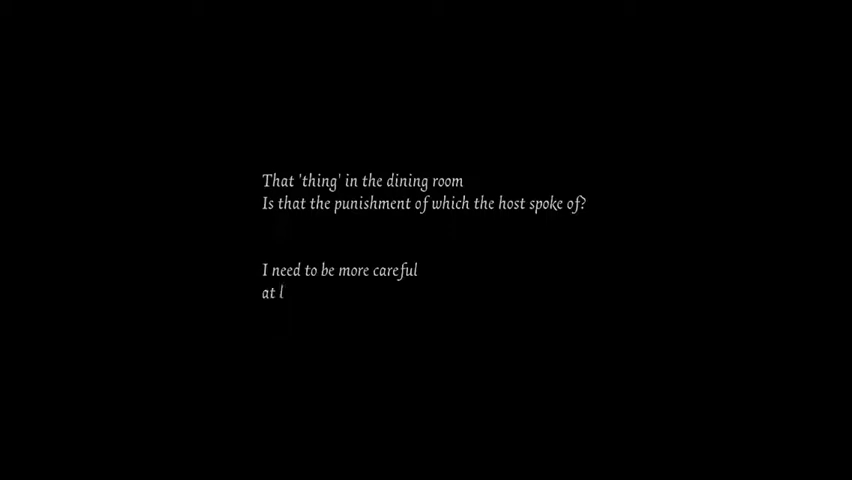 That 'thing' in the dining room
Is that the punishment of which the host spoke of?
I need to be more careful
at l